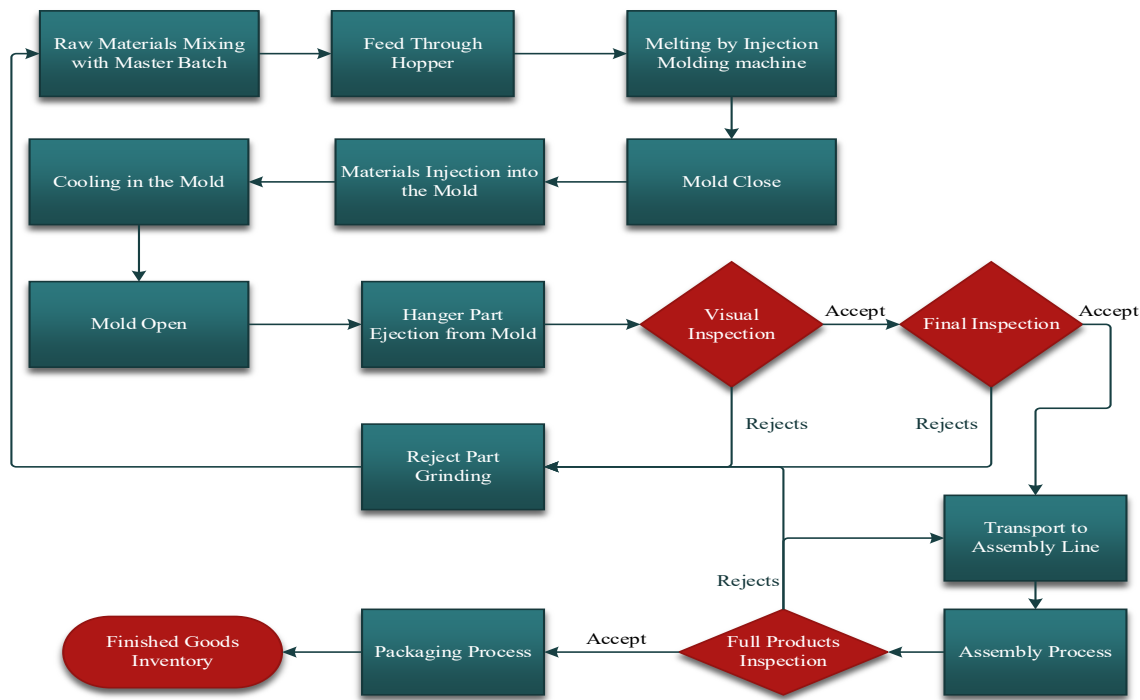 Raw Materials Mixing
with Master Batch
Feed Through
Hopper
Melting by Injection
Molding machine
Cooling in the Mold
Materials Injection into
the Mold
Mold Close
Mold Open
Hanger Part
Ejection from Mold
Visual
Inspection
Accept
Final Inspection
Accept
Rejects
Rejects
Reject Part
Grinding
Transport to
Assembly Line
Rejects
Finished Goods
Inventory
Packaging Process
Accept
Full Products
Inspection
Assembly Process